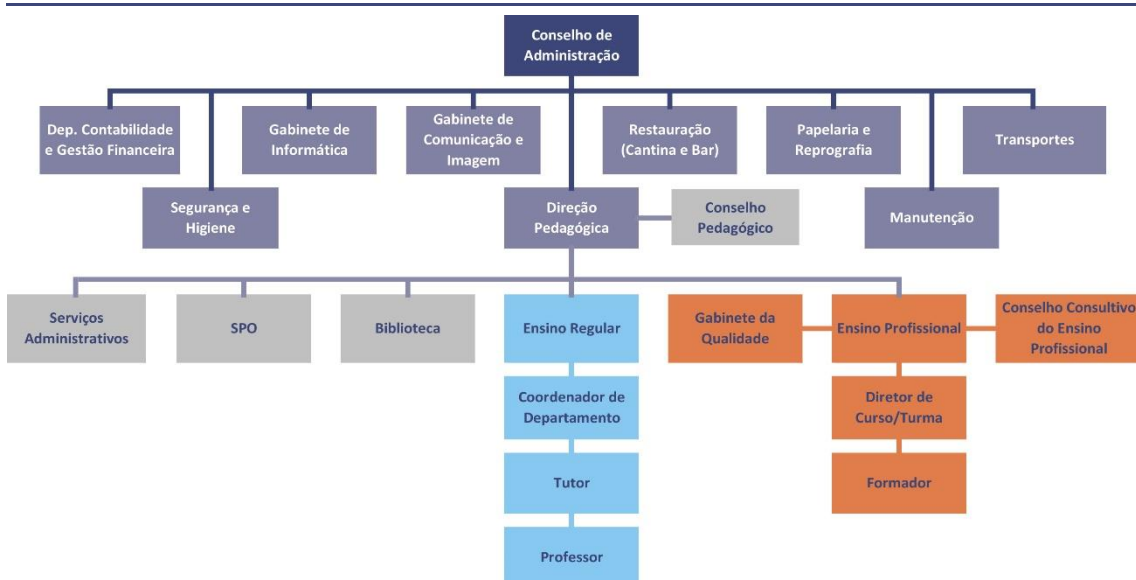 Conselho de
Administração
Dep. Contabilidade
e Gestão Financeira
Gabinete de
Informática
Gabinete de
Comunicação e
Imagem
Restauração
(Cantina e Bar)
Papelaria e
Reprografia
Transportes
Segurança e
Higiene
Direção
Pedagógica
Conselho
Pedagógico
Manutenção
Serviços
Administrativos
SPO
Biblioteca
Ensino Regular
Gabinete da
Qualidade
Ensino Profissional
Conselho Consultivo
do Ensino
Profissional
Coordenador de
Departamento
Diretor de
Curso/Turma
Tutor
Formador
Professor